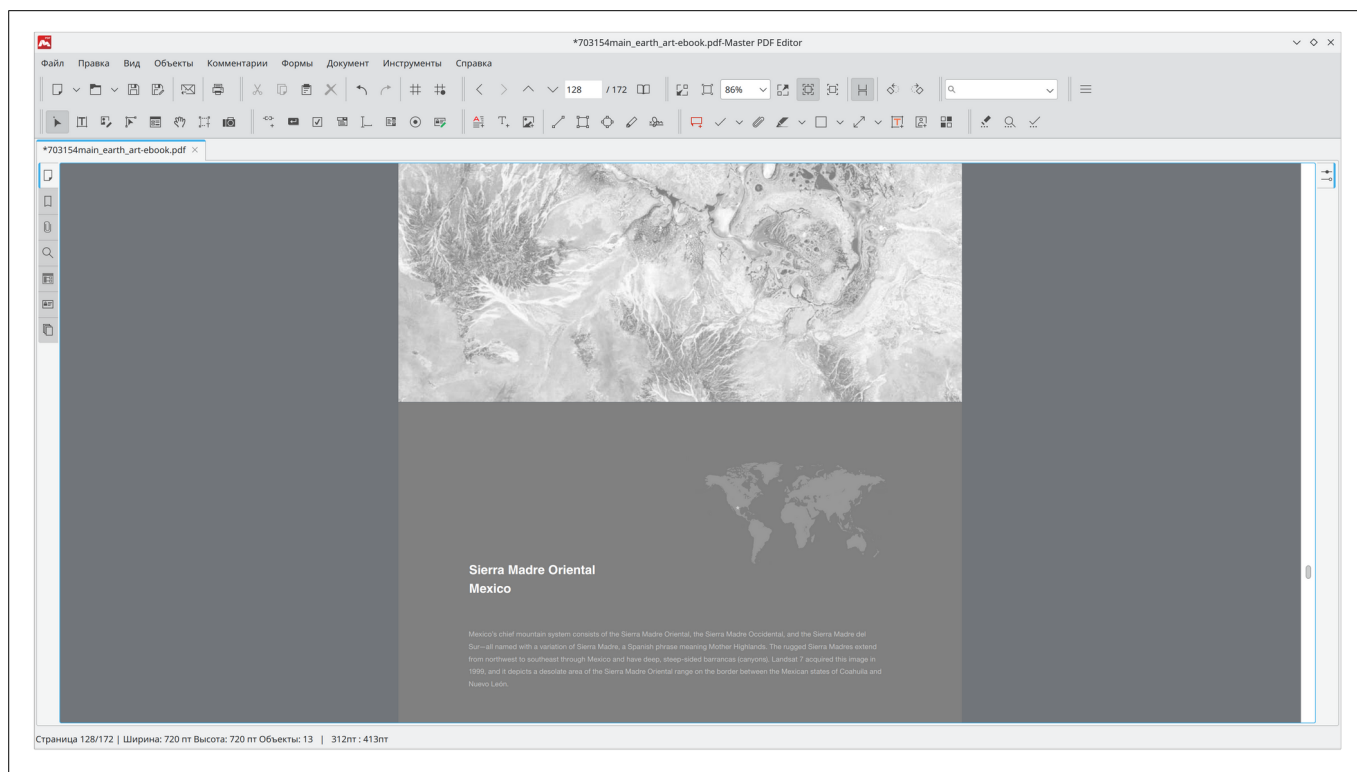 *703154main_earth_art-ebook.pdf-Master PDF Editor
Файл Правка Вид Объекты Комментарии Формы Документ Инструменты Справка
128 / 172 86%
*703154main_earth_art-ebook.pdf
Sierra Madre Oriental
Mexico
Mexico's chief mountain system consists of the Sierra Madre Oriental, the Sierra Madre Occidental, and the Sierra Madre del
Sur—all named with a variation of Sierra Madre, a Spanish phrase meaning Mother Highlands. The rugged Sierra Madres extend
from northwest to southeast through Mexico and have deep, steep-sided barrancas (canyons). Landsat 7 acquired this image in
1999, and it depicts a desolate area of the Sierra Madre Oriental range on the border between the Mexican states of Coahuila and
Nuevo León.
Страница 128/172 | Ширина: 720 пт Высота: 720 пт Объекты: 13 | 312пт : 413пт